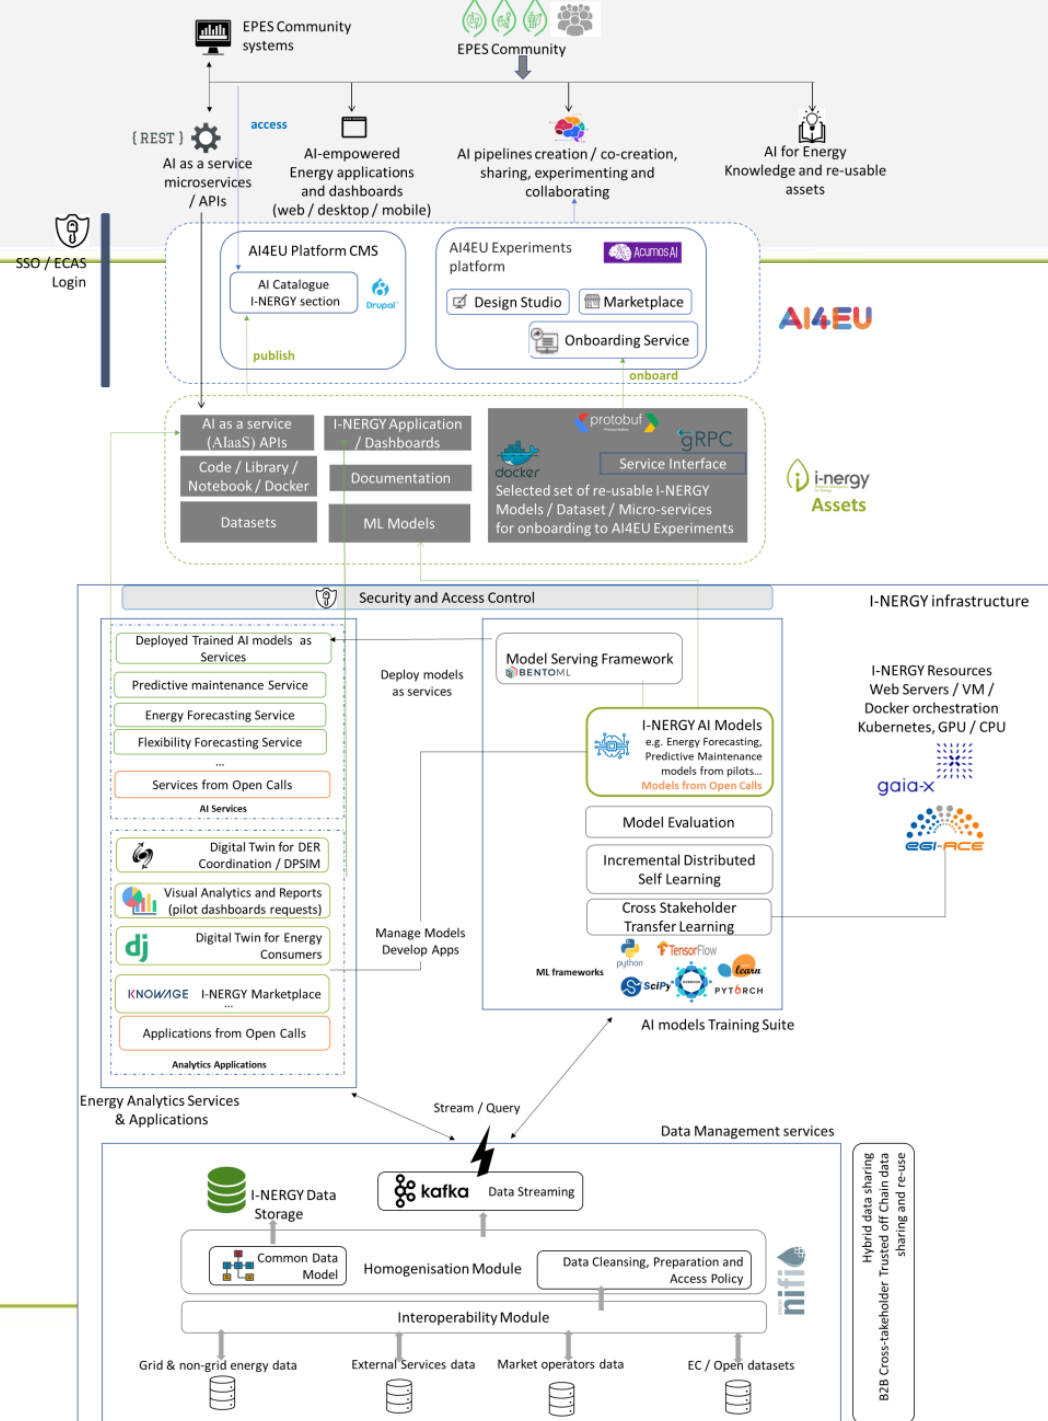 EPES Community
systems
EPES Community
access
{ REST }
AI as a service
microservices
/ APIs
AI-empowered
Energy applications
and dashboards
(web / desktop / mobile)
AI pipelines creation / co-creation,
sharing, experimenting and
collaborating
AI for Energy
Knowledge and re-usable
assets
SSO / ECAS
Login
AI4EU Platform CMS
AI Catalogue
I-NERGY section
Drupal
AI4EU Experiments
platform
Acumos AI
Design Studio
Marketplace
Onboarding Service
AI4EU
publish
onboard
AI as a service
(AIaaS) APIs
I-NERGY Application
/ Dashboards
Code / Library /
Notebook / Docker
Documentation
Datasets
ML Models
protobuf
gRPC
docker
Service Interface
Selected set of re-usable I-NERGY
Models / Dataset / Micro-services
for onboarding to AI4EU Experiments
i-nergy
Assets
Security and Access Control
I-NERGY infrastructure
Deployed Trained AI models as
Services
Predictive maintenance Service
Energy Forecasting Service
Flexibility Forecasting Service
...
Services from Open Calls
AI Services
Deploy models
as services
Model Serving Framework
BENTOML
I-NERGY AI Models
e.g. Energy Forecasting,
Predictive Maintenance
models from pilots...
Models from Open Calls
Model Evaluation
Incremental Distributed
Self Learning
Cross Stakeholder
Transfer Learning
ML frameworks
python
TensorFlow
learn
SciPy
PYTORCH
AI models Training Suite
I-NERGY Resources
Web Servers / VM /
Docker orchestration
Kubernetes, GPU / CPU
gaia-x
EGI-ACE
Digital Twin for DER
Coordination / DPSIM
Visual Analytics and Reports
(pilot dashboards requests)
dj
Digital Twin for Energy
Consumers
KNOWAGE
I-NERGY Marketplace
...
Applications from Open Calls
Analytics Applications
Manage Models
Develop Apps
Energy Analytics Services
& Applications
Stream / Query
Data Management services
I-NERGY Data
Storage
kafka
Data Streaming
Common Data
Model
Homogenisation Module
Data Cleansing, Preparation and
Access Policy
nifi
Interoperability Module
Grid & non-grid energy data
External Services data
Market operators data
EC / Open datasets
Hybrid data sharing
B2B Cross-takeholder Trusted off Chain data
sharing and re-use